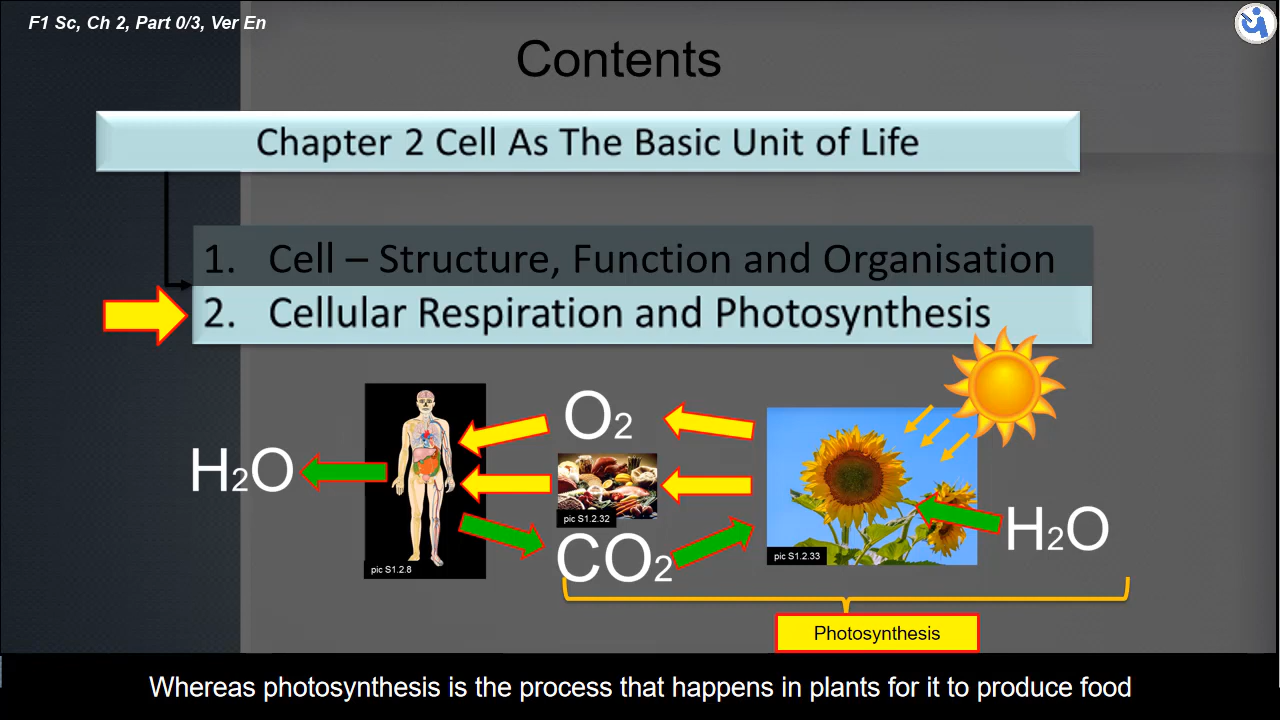 F1 Sc, Ch 2, Part 0/3, Ver En
Contents
Chapter 2 Cell As The Basic Unit of Life
1. Cell – Structure, Function and Organisation
2. Cellular Respiration and Photosynthesis
O2
H2O
pic S1.2.32
H2O
CO2
pic S1.2.33
pic S1.2.8
Photosynthesis
Whereas photosynthesis is the process that happens in plants for it to produce food